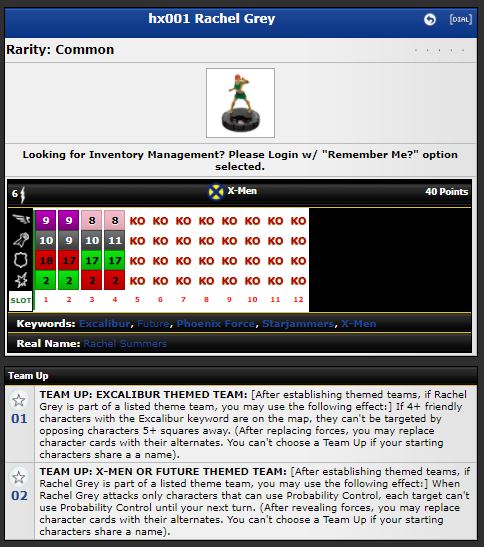 hx001 Rachel Grey
[DIAL]
Rarity: Common
Looking for Inventory Management? Please Login w/ "Remember Me?" option
selected.
6 X-Men 40 Points
9 9 8 8 KO KO KO KO KO KO KO KO
10 9 10 11 KO KO KO KO KO KO KO KO
18 17 17 17 KO KO KO KO KO KO KO KO
2 2 2 2 KO KO KO KO KO KO KO KO
SLOT 1 2 3 4 5 6 7 8 9 10 11 12
Keywords: Excalibur, Future, Phoenix Force, Starjammers, X-Men
Real Name: Rachel Summers
Team Up
01
TEAM UP: EXCALIBUR THEMED TEAM: [After establishing themed teams, if Rachel
Grey is part of a listed theme team, you may use the following effect:] If 4+ friendly
characters with the Excalibur keyword are on the map, they can't be targeted by
opposing characters 5+ squares away. (After replacing forces, you may replace
character cards with their alternates. You can't choose a Team Up if your starting
characters share a a name).
02
TEAM UP: X-MEN OR FUTURE THEMED TEAM: [After establishing themed teams, if
Rachel Grey is part of a listed theme team, you may use the following effect:] When
Rachel Grey attacks only characters that can use Probability Control, each target can't
use Probability Control until your next turn. (After revealing forces, you may replace
character cards with their alternates. You can't choose a Team Up if your starting
characters share a name).